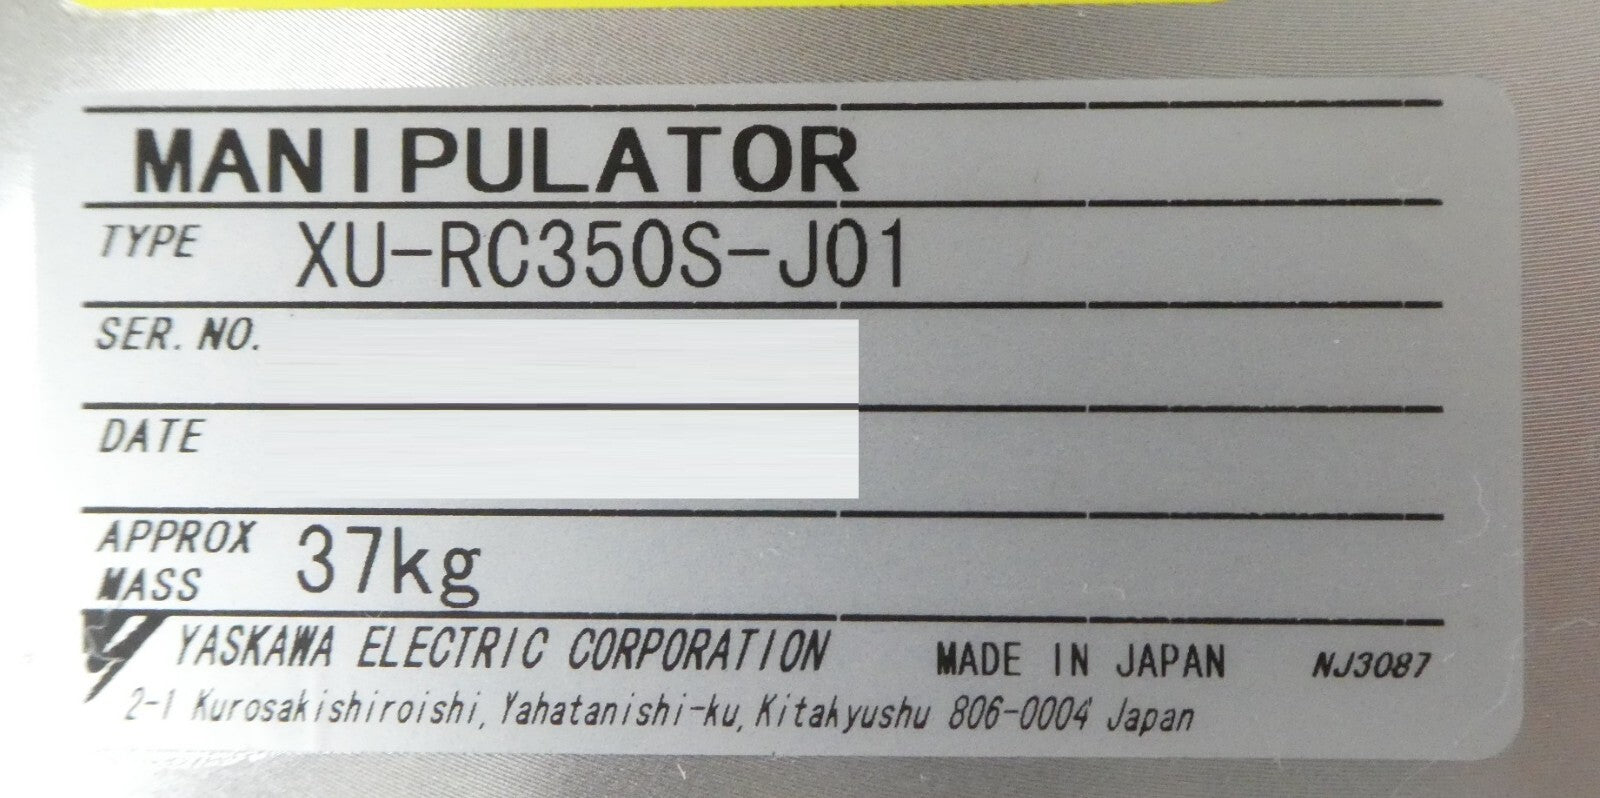 MANIPULATOR
TYPE XU-RC350S-J01
SER. NO.
DATE
APPROX MASS 37kg
YASKAWA ELECTRIC CORPORATION MADE IN JAPAN NJ3087
2-1 Kurosakishiroishi, Yahatanishi-ku, Kitakyushu 806-0004 Japan